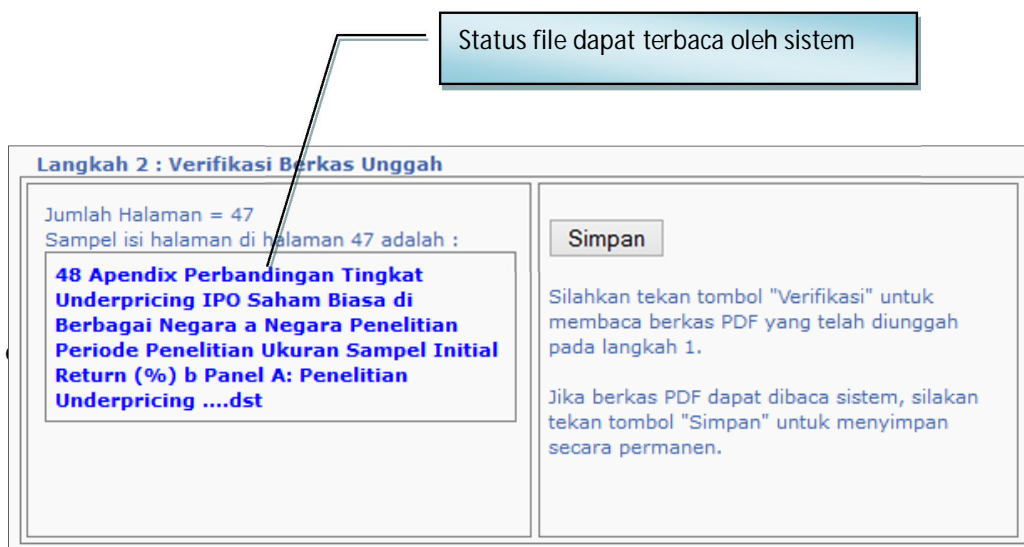 Status file dapat terbaca oleh sistem
Langkah 2 : Verifikasi Berkas Unggah
Jumlah Halaman = 47
Sampel isi halaman di halaman 47 adalah :
48 Apendix Perbandingan Tingkat
Underpricing IPO Saham Biasa di
Berbagai Negara a Negara Penelitian
Periode Penelitian Ukuran Sampel Initial
Return (%) b Panel A: Penelitian
Underpricing ....dst
Simpan
Silahkan tekan tombol "Verifikasi" untuk
membaca berkas PDF yang telah diunggah
pada langkah 1.
Jika berkas PDF dapat dibaca sistem, silakan
tekan tombol "Simpan" untuk menyimpan
secara permanen.